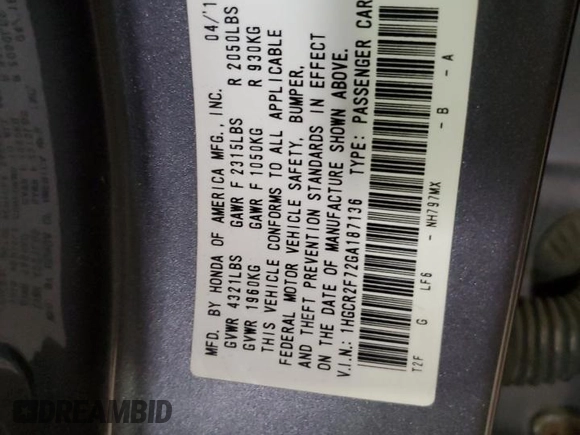 MFD. BY HONDA OF AMERICA MFG., INC. 04/'1
GVWR 4321LBS GAWR F 2315LBS R 2050LBS
GVWR 1960KG GAWR F 1050KG R 930KG
THIS VEHICLE CONFORMS TO ALL APPLICABLE
FEDERAL MOTOR VEHICLE SAFETY, BUMPER,
AND THEFT PREVENTION STANDARDS IN EFFECT
ON THE DATE OF MANUFACTURE SHOWN ABOVE.
V.I.N.: 1HGCR2F72GA187136 TYPE: PASSENGER CAR
T2F G LF6 NH797MX - B - A
DREAMBID